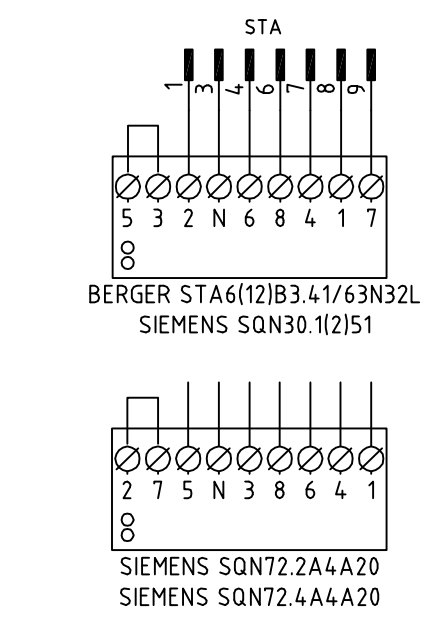 STA
1 3 4 6 7 8 9
5 3 2 N 6 8 4 1 7
BERGER STA6(12)B3.41/63N32L
SIEMENS SQN30.1(2)51
2 7 5 N 3 8 6 4 1
SIEMENS SQN72.2A4A20
SIEMENS SQN72.4A4A20